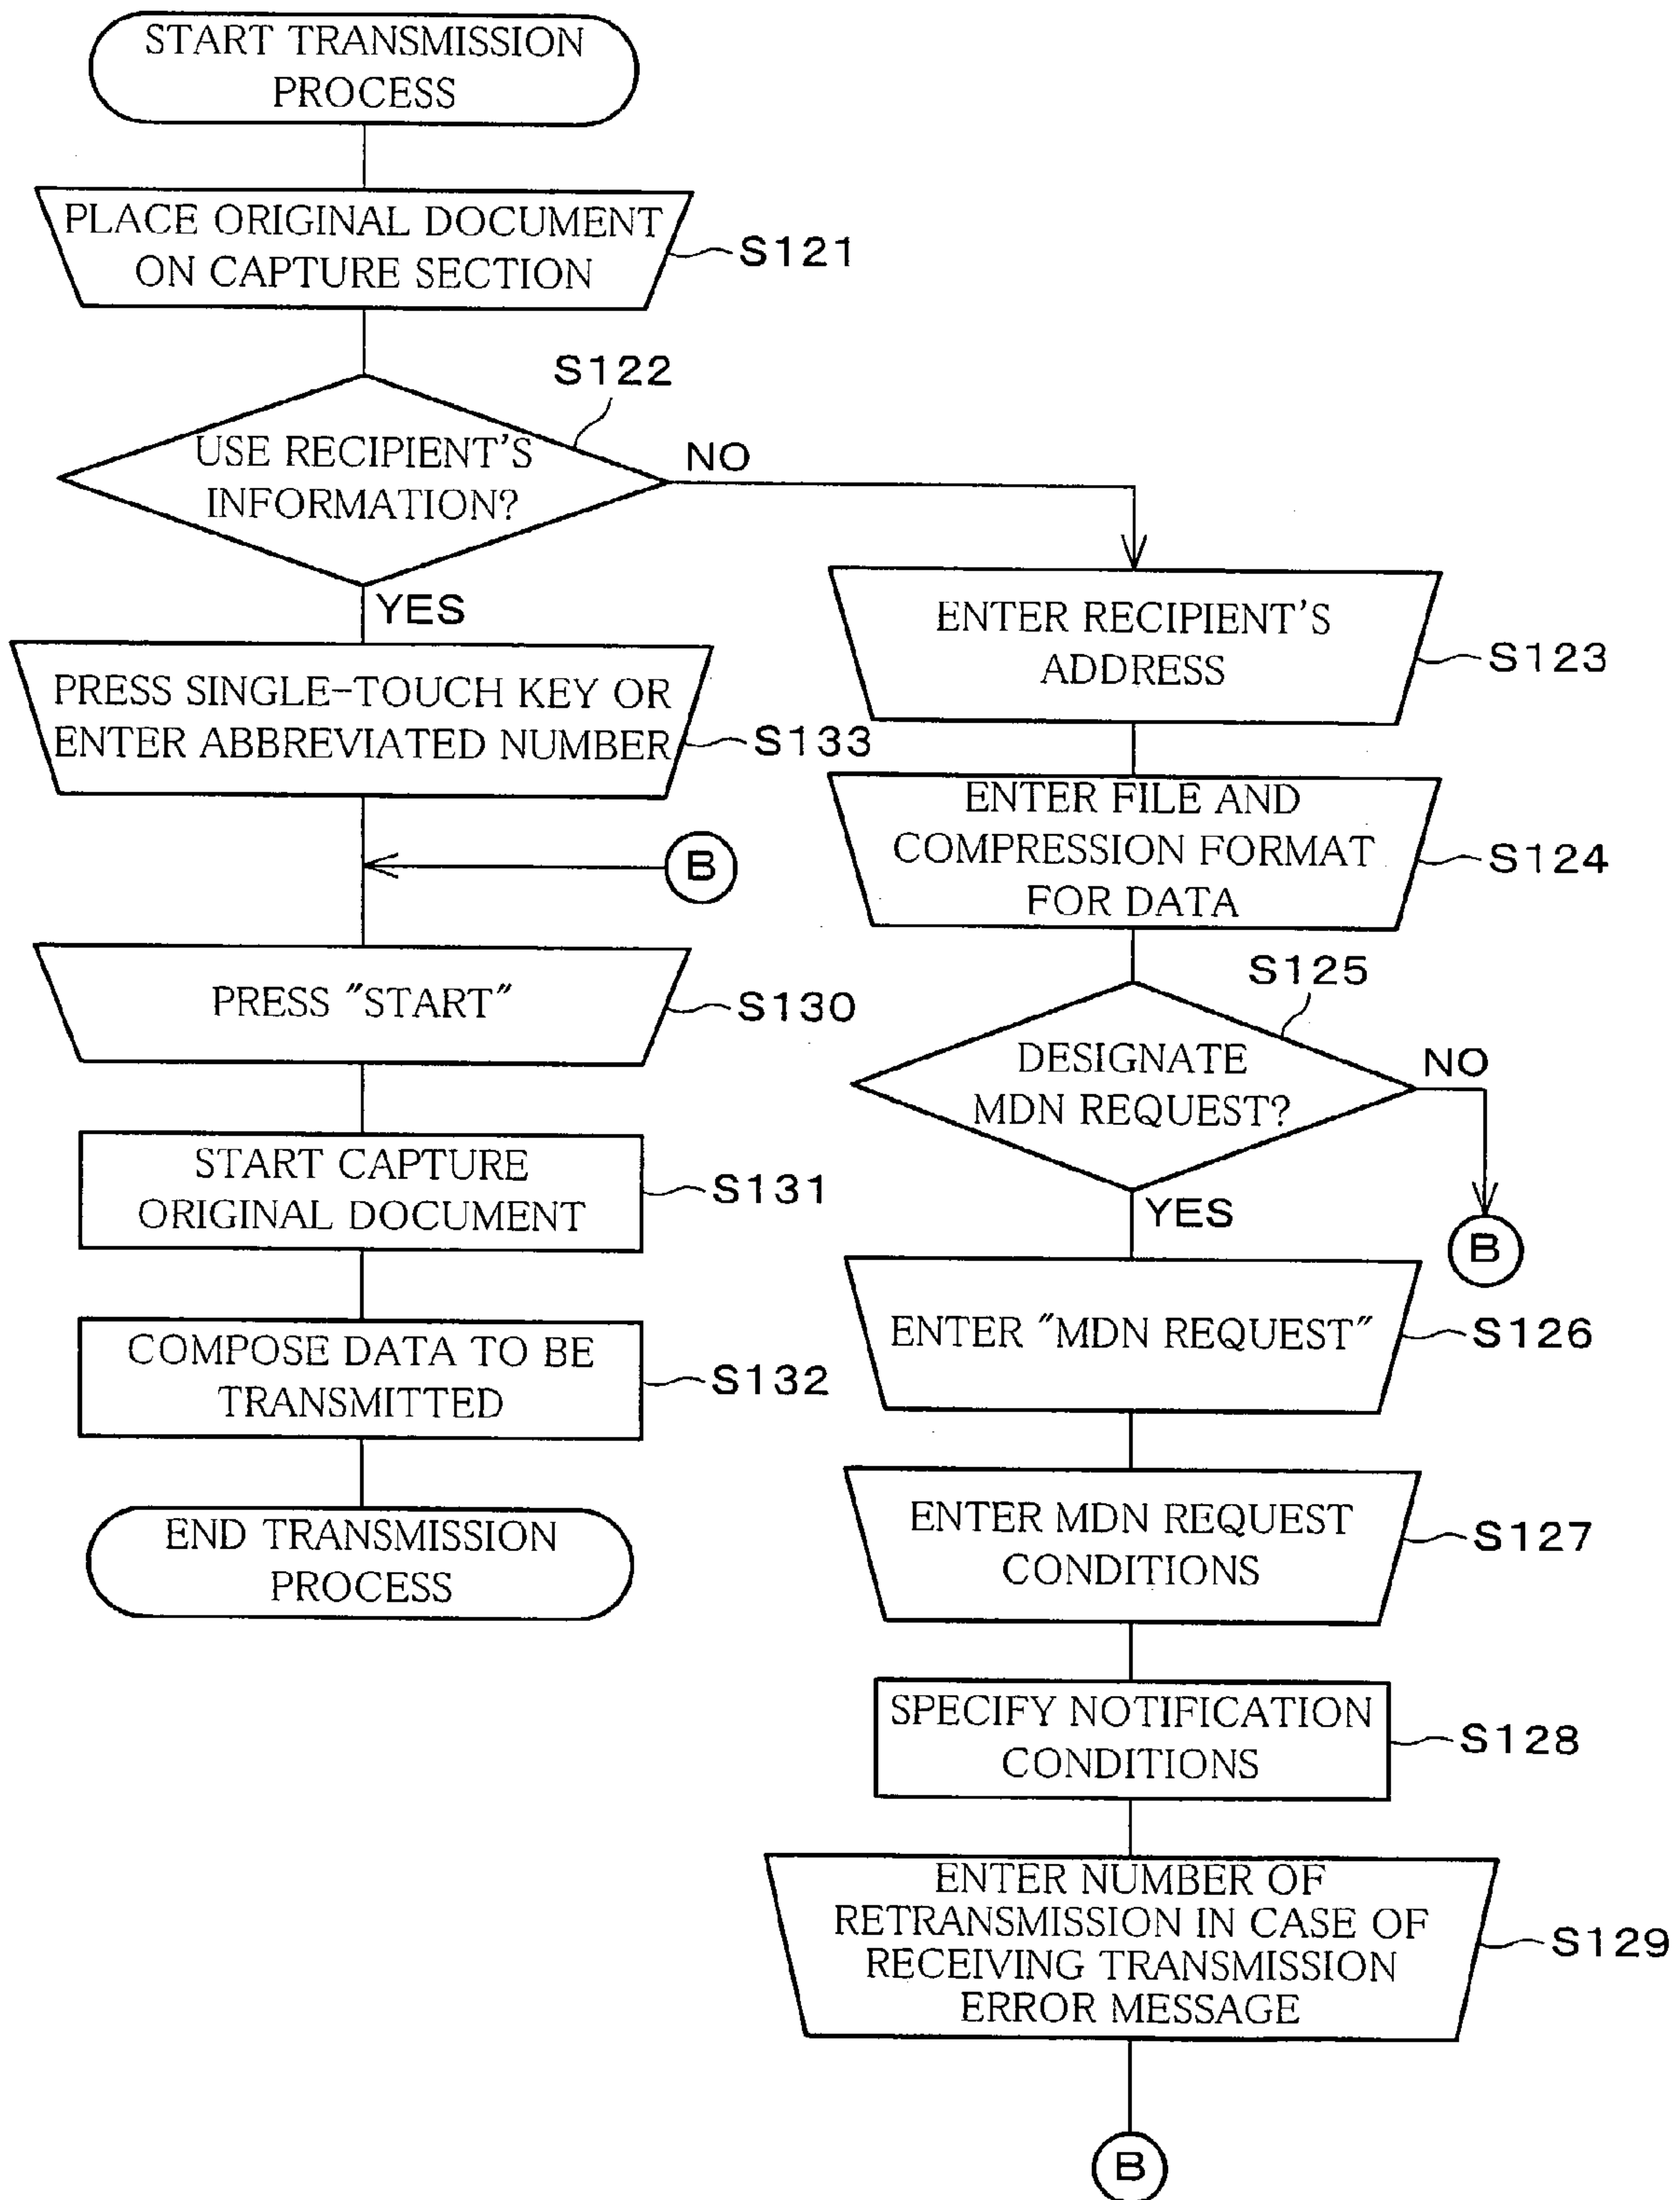 START TRANSMISSION
PROCESS
PLACE ORIGINAL DOCUMENT
ON CAPTURE SECTION
S121
S122
USE RECIPIENT'S
INFORMATION?
NO
YES
PRESS SINGLE-TOUCH KEY OR
ENTER ABBREVIATED NUMBER
S133
B
PRESS "START"
S130
START CAPTURE
ORIGINAL DOCUMENT
S131
COMPOSE DATA TO BE
TRANSMITTED
S132
END TRANSMISSION
PROCESS
ENTER RECIPIENT'S
ADDRESS
S123
ENTER FILE AND
COMPRESSION FORMAT
FOR DATA
S124
S125
DESIGNATE
MDN REQUEST?
NO
B
YES
ENTER "MDN REQUEST"
S126
ENTER MDN REQUEST
CONDITIONS
S127
SPECIFY NOTIFICATION
CONDITIONS
S128
ENTER NUMBER OF
RETRANSMISSION IN CASE OF
RECEIVING TRANSMISSION
ERROR MESSAGE
S129
B